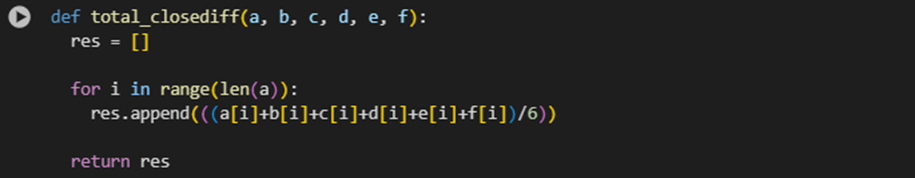 def total_closediff(a, b, c, d, e, f):
  res = []
  for i in range(len(a)):
    res.append(((a[i]+b[i]+c[i]+d[i]+e[i]+f[i])/6))
  return res